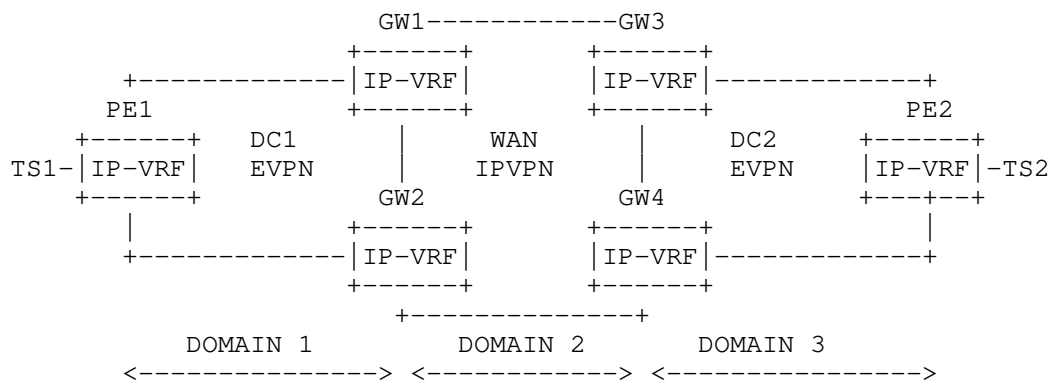 GW1------------GW3
+------+ +------+
+-------------|IP-VRF| |IP-VRF|-------------+
PE1 +------+ +------+ PE2
+------+ DC1 | WAN | DC2 +------+
TS1-|IP-VRF| EVPN | IPVPN | EVPN |IP-VRF|-TS2
+------+ GW2 GW4 +--+---+
| +------+ +------+ |
+-------------|IP-VRF| |IP-VRF|-------------+
+------+ +------+
+--------------+
DOMAIN 1 DOMAIN 2 DOMAIN 3
<---------------> <------------> <---------------->